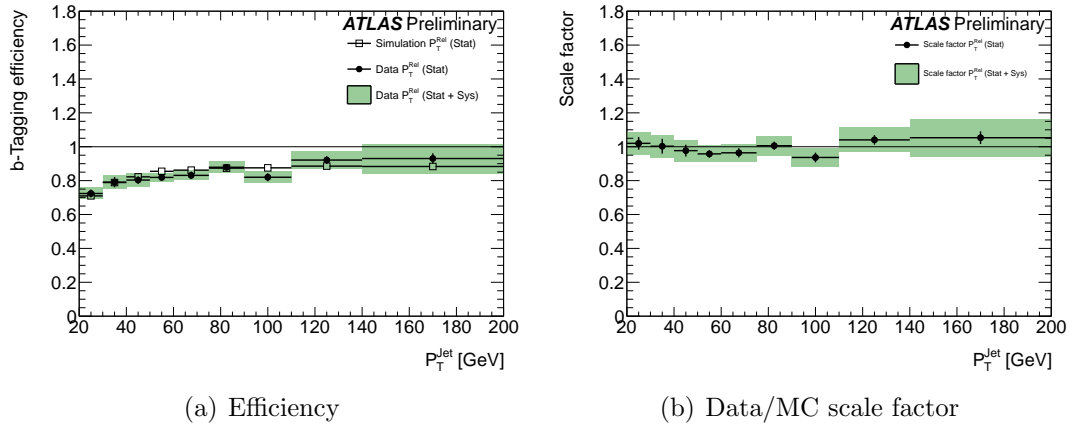 ATLAS Preliminary
Simulation P_T^Rel (Stat)
Data P_T^Rel (Stat)
Data P_T^Rel (Stat + Sys)
b-Tagging efficiency
1.8
1.6
1.4
1.2
1
0.8
0.6
0.4
0.2
0
20 40 60 80 100 120 140 160 180 200
P_T^Jet [GeV]
(a) Efficiency
ATLAS Preliminary
Scale factor P_T^Rel (Stat)
Scale factor P_T^Rel (Stat + Sys)
Scale factor
1.8
1.6
1.4
1.2
1
0.8
0.6
0.4
0.2
0
20 40 60 80 100 120 140 160 180 200
P_T^Jet [GeV]
(b) Data/MC scale factor